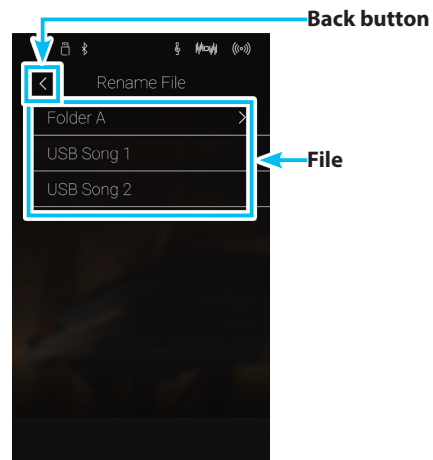 Back button
Rename File
Folder A
USB Song 1
File
USB Song 2